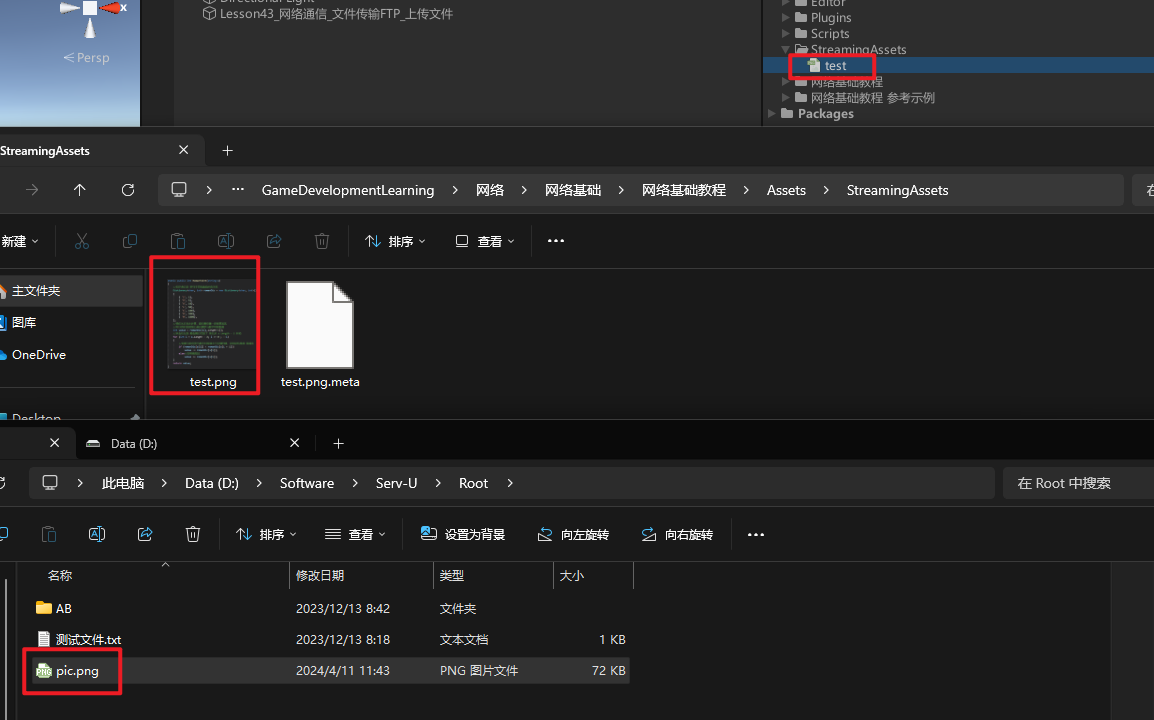 Directional Light
Lesson43_网络通信_文件传输FTP_上传文件
x
Persp
Editor
Plugins
Scripts
StreamingAssets
test
网络基础教程
网络基础教程 参考示例
Packages
StreamingAssets
GameDevelopmentLearning
网络
网络基础
网络基础教程
Assets
StreamingAssets
在
新建
排序
查看
主文件夹
图库
OneDrive
Desktop
test.png
test.png.meta
Data (D:)
此电脑
Data (D:)
Software
Serv-U
Root
在 Root 中搜索
排序
查看
设置为背景
向左旋转
向右旋转
名称
修改日期
类型
大小
AB
2023/12/13 8:42
文件夹
测试文件.txt
2023/12/13 8:18
文本文档
1 KB
pic.png
2024/4/11 11:43
PNG 图片文件
72 KB